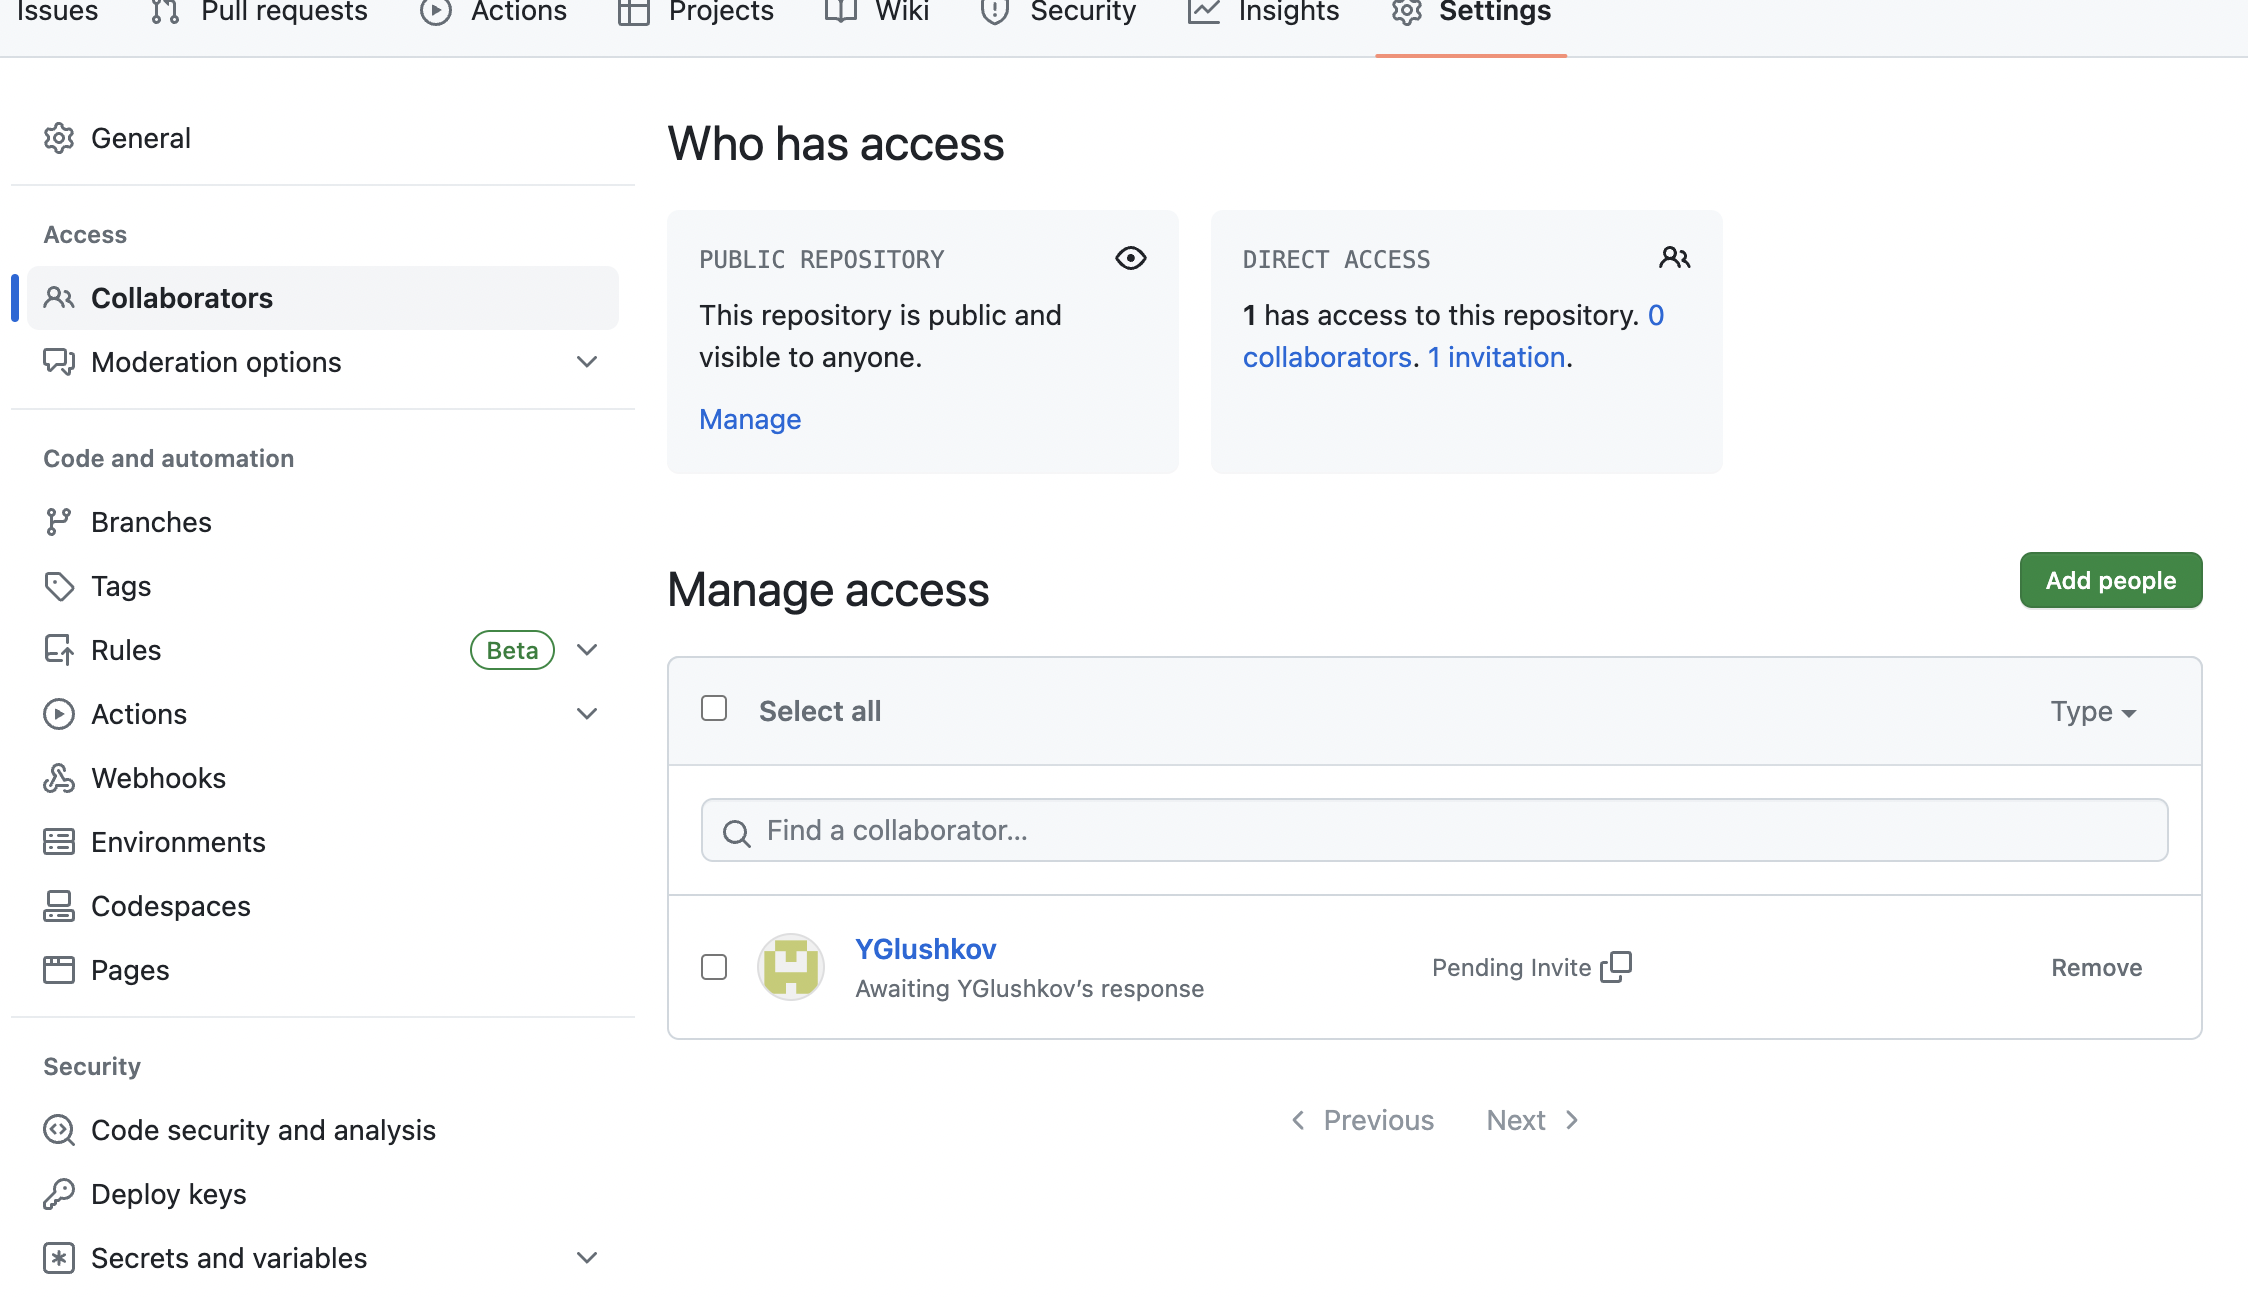 Issues Pull requests Actions Projects Wiki Security Insights Settings
General
Access
Collaborators
Moderation options
Code and automation
Branches
Tags
Rules Beta
Actions
Webhooks
Environments
Codespaces
Pages
Security
Code security and analysis
Deploy keys
Secrets and variables
Who has access
PUBLIC REPOSITORY
This repository is public and
visible to anyone.
Manage
DIRECT ACCESS
1 has access to this repository. 0
collaborators. 1 invitation.
Manage access
Add people
Select all Type
Find a collaborator...
YGlushkov
Awaiting YGlushkov’s response
Pending Invite
Remove
Previous Next